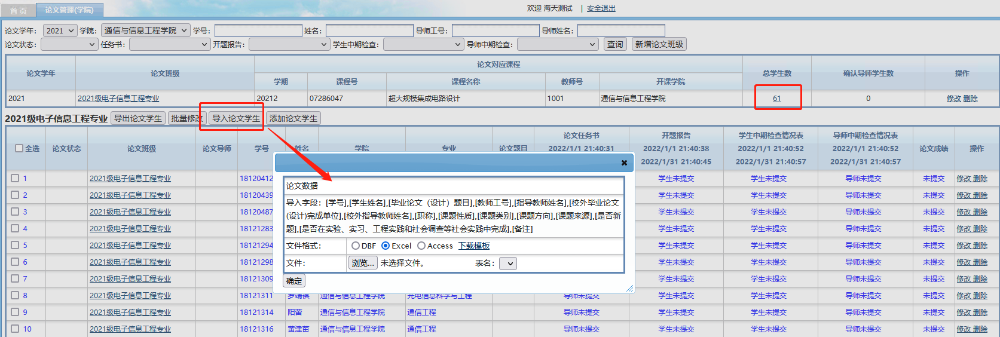 首 页 论文管理(学院) 欢迎 海天测试 | 安全退出
论文学年： 2021 学院： 通信与信息工程学院 学号： 姓名： 导师工号： 导师姓名：
论文状态： 任务书： 开题报告： 学生中期检查： 导师中期检查： 查询 新增论文班级
论文学年 论文班级 论文对应课程 总学生数 确认导师学生数 操作
学期 课程号 课程名称 教师号 开课学院
2021 2021级电子信息工程专业 20212 07286047 超大规模集成电路设计 1001 通信与信息工程学院 61 0 修改 删除
2021级电子信息工程专业 导出论文学生 批量修改 导入论文学生 添加论文学生
全选 论文状态 论文班级 论文导师 学号 姓名 学院 专业 论文题目 论文任务书 开题报告 学生中期检查情况表 导师中期检查情况表 论文成绩 操作
2022/1/1 21:40:31 2022/1/1 21:40:38 2022/1/1 21:40:52 2022/1/1 21:40:52
2022/1/31 21:40:45 2022/1/31 21:40:57 2022/1/31 21:40:57
论文数据
导入字段：[学号],[学生姓名],[毕业论文（设计）题目],[教师工号],[指导教师姓名],[校外毕业论文
(设计)完成单位],[校外指导教师姓名],[职称],[课题性质],[课题类别],[课题方向],[课题来源],[是否新
题],[是否在实验、实习、工程实践和社会调查等社会实践中完成],[备注]
文件格式： DBF Excel Access 下载模板
文件： 浏览... 未选择文件。 表名：
确定
1 2021级电子信息工程专业 18120412 学生未提交 学生未提交 导师未提交 未提交 修改 删除
2 2021级电子信息工程专业 18120439 学生未提交 学生未提交 导师未提交 未提交 修改 删除
3 2021级电子信息工程专业 18120487 学生未提交 学生未提交 导师未提交 未提交 修改 删除
4 2021级电子信息工程专业 18121283 学生未提交 学生未提交 导师未提交 未提交 修改 删除
5 2021级电子信息工程专业 18121294 学生未提交 学生未提交 导师未提交 未提交 修改 删除
6 2021级电子信息工程专业 18121298 学生未提交 学生未提交 导师未提交 未提交 修改 删除
7 2021级电子信息工程专业 18121309 学生未提交 学生未提交 导师未提交 未提交 修改 删除
8 2021级电子信息工程专业 18121311 通信与信息工程学院 光电信息科学与工程 导师未提交 学生未提交 学生未提交 导师未提交 未提交 修改 删除
9 2021级电子信息工程专业 18121314 通信与信息工程学院 通信工程 导师未提交 学生未提交 学生未提交 导师未提交 未提交 修改 删除
10 2021级电子信息工程专业 18121316 通信与信息工程学院 通信工程 导师未提交 学生未提交 学生未提交 导师未提交 未提交 修改 删除